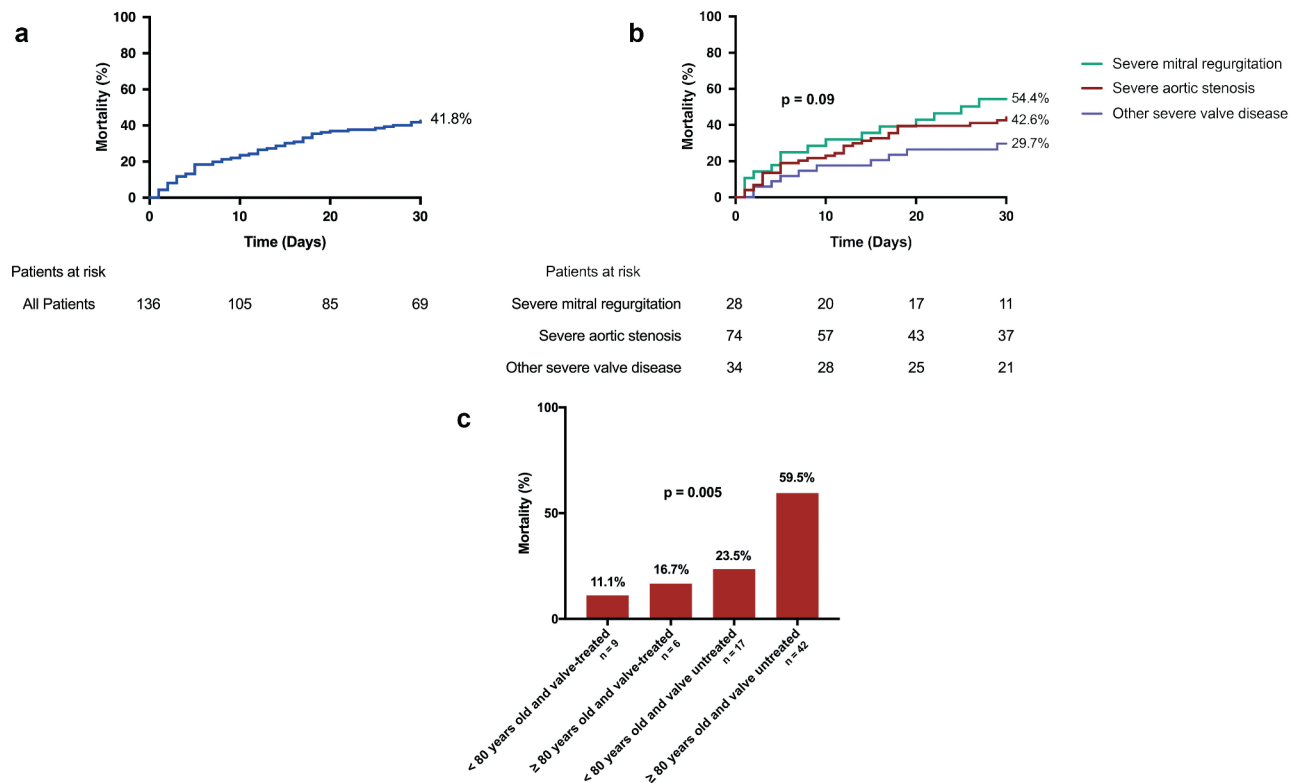 a
Mortality (%)
100
80
60
40
20
0
41.8%
0 10 20 30
Time (Days)
Patients at risk
All Patients 136 105 85 69
b
Mortality (%)
100
80
60
40
20
0
p = 0.09
54.4%
42.6%
29.7%
0 10 20 30
Time (Days)
Severe mitral regurgitation
Severe aortic stenosis
Other severe valve disease
Patients at risk
Severe mitral regurgitation 28 20 17 11
Severe aortic stenosis 74 57 43 37
Other severe valve disease 34 28 25 21
c
Mortality (%)
100
50
0
p = 0.005
11.1%
16.7%
23.5%
59.5%
< 80 years old and valve-treated
n = 9
≥ 80 years old and valve-treated
n = 6
< 80 years old and valve untreated
n = 17
≥ 80 years old and valve untreated
n = 42